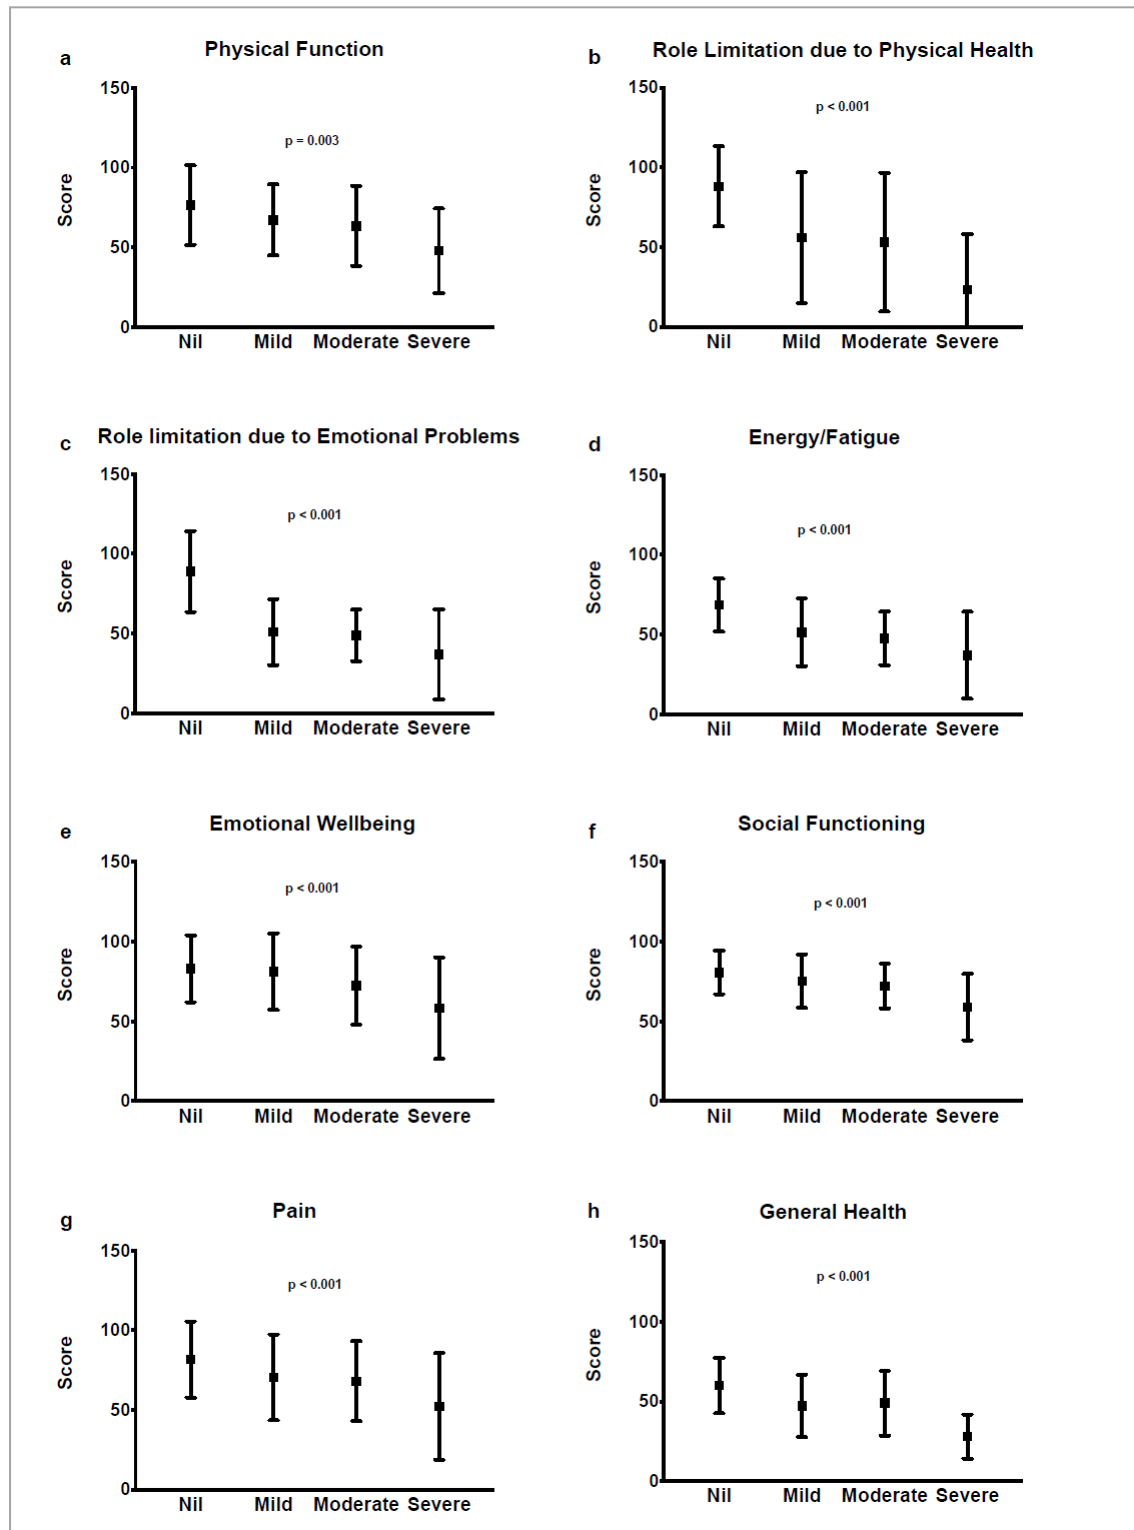 a Physical Function
150
p = 0.003
100
Score
50
0
Nil Mild Moderate Severe
b Role Limitation due to Physical Health
150
p < 0.001
100
Score
50
0
Nil Mild Moderate Severe
c Role limitation due to Emotional Problems
150
p < 0.001
100
Score
50
0
Nil Mild Moderate Severe
d Energy/Fatigue
150
p < 0.001
100
Score
50
0
Nil Mild Moderate Severe
e Emotional Wellbeing
150
p < 0.001
100
Score
50
0
Nil Mild Moderate Severe
f Social Functioning
150
p < 0.001
100
Score
50
0
Nil Mild Moderate Severe
g Pain
150
p < 0.001
100
Score
50
0
Nil Mild Moderate Severe
h General Health
150
p < 0.001
100
Score
50
0
Nil Mild Moderate Severe